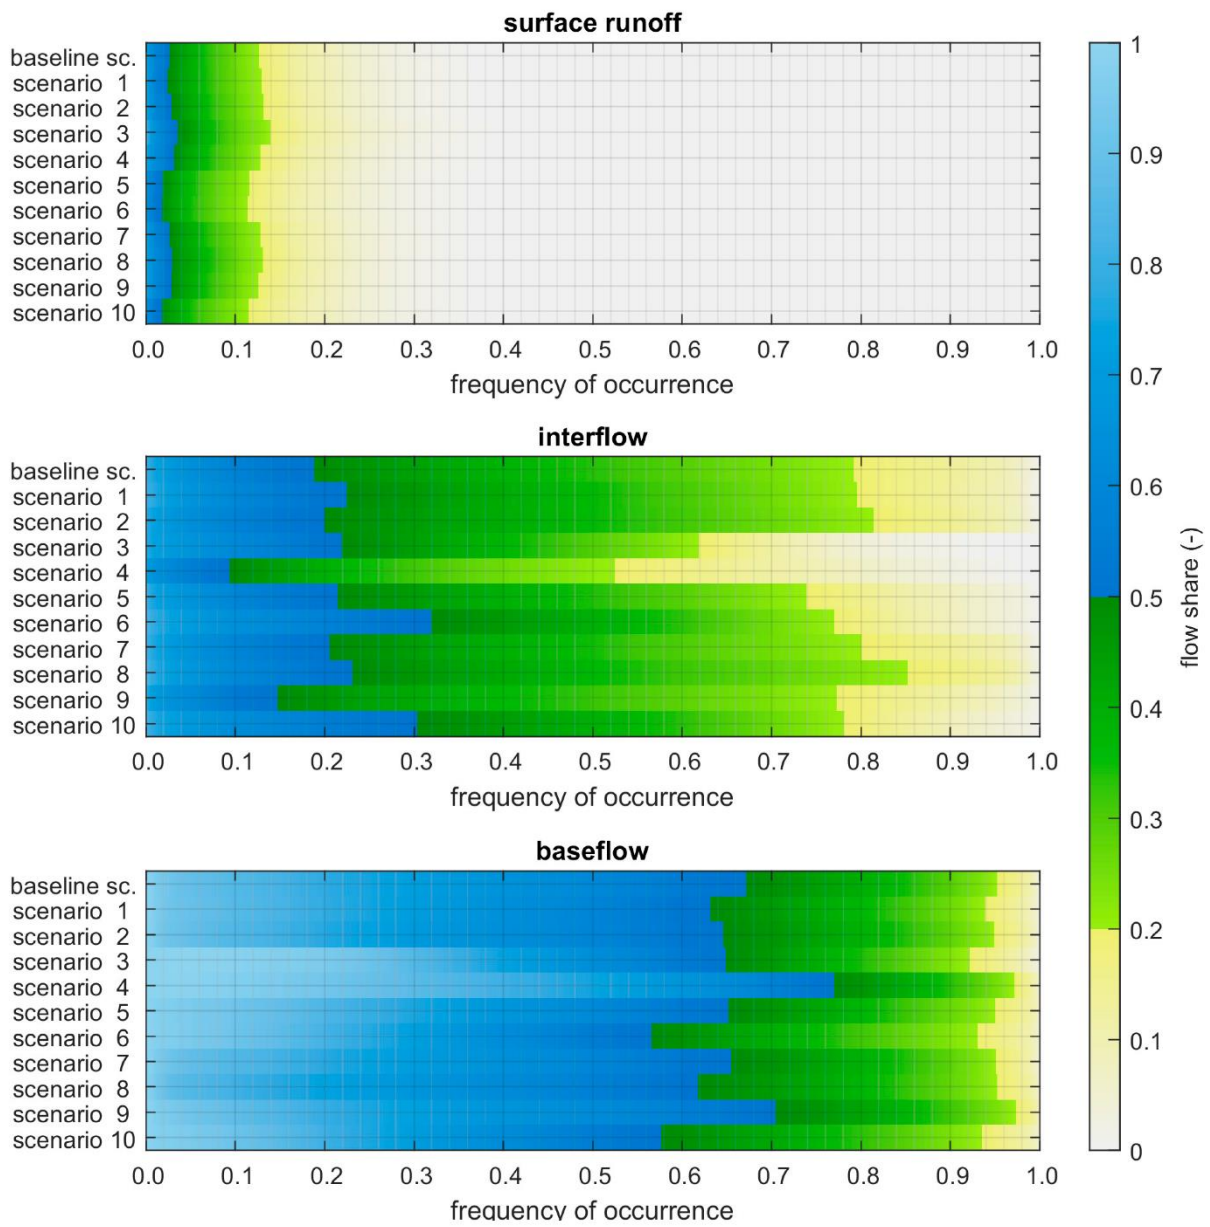 surface runoff
baseline sc.
scenario 1
scenario 2
scenario 3
scenario 4
scenario 5
scenario 6
scenario 7
scenario 8
scenario 9
scenario 10
0.0 0.1 0.2 0.3 0.4 0.5 0.6 0.7 0.8 0.9 1.0
frequency of occurrence
interflow
baseline sc.
scenario 1
scenario 2
scenario 3
scenario 4
scenario 5
scenario 6
scenario 7
scenario 8
scenario 9
scenario 10
0.0 0.1 0.2 0.3 0.4 0.5 0.6 0.7 0.8 0.9 1.0
frequency of occurrence
baseflow
baseline sc.
scenario 1
scenario 2
scenario 3
scenario 4
scenario 5
scenario 6
scenario 7
scenario 8
scenario 9
scenario 10
0.0 0.1 0.2 0.3 0.4 0.5 0.6 0.7 0.8 0.9 1.0
frequency of occurrence
1
0.9
0.8
0.7
0.6
0.5
0.4
0.3
0.2
0.1
0
flow share (-)